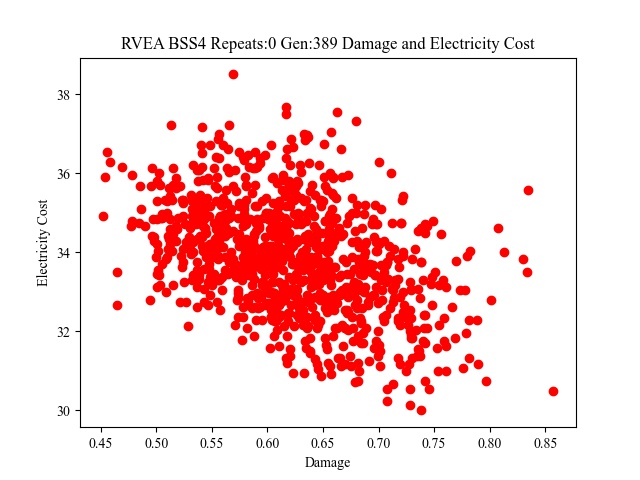 RVEA BSS4 Repeats:0 Gen:389 Damage and Electricity Cost
38
36
34
32
30
Electricity Cost
0.45 0.50 0.55 0.60 0.65 0.70 0.75 0.80 0.85
Damage